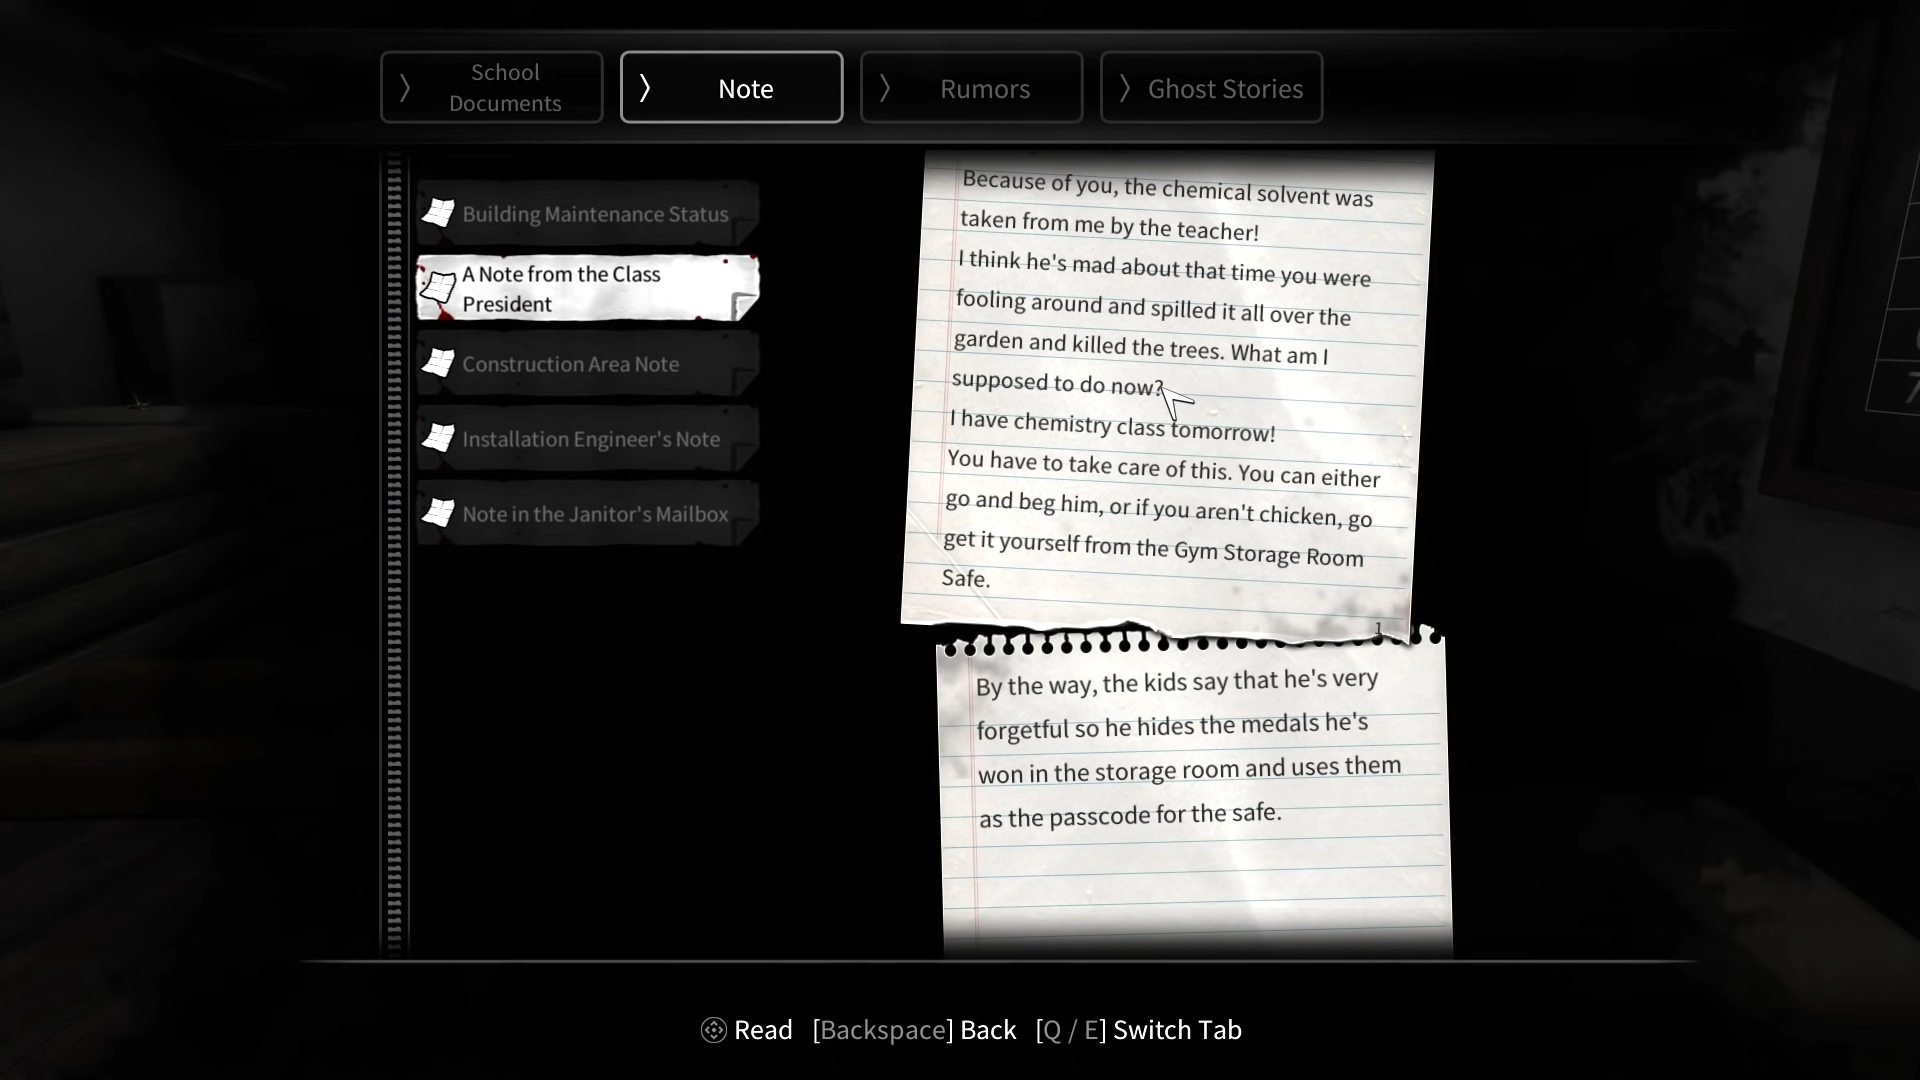 School
Documents
Note
Rumors
Ghost Stories
Building Maintenance Status
A Note from the Class
President
Construction Area Note
Installation Engineer's Note
Note in the Janitor's Mailbox
Because of you, the chemical solvent was
taken from me by the teacher!
I think he's mad about that time you were
fooling around and spilled it all over the
garden and killed the trees. What am I
supposed to do now?
I have chemistry class tomorrow!
You have to take care of this. You can either
go and beg him, or if you aren't chicken, go
get it yourself from the Gym Storage Room
Safe.
1
By the way, the kids say that he's very
forgetful so he hides the medals he's
won in the storage room and uses them
as the passcode for the safe.
Read [Backspace] Back [Q / E] Switch Tab